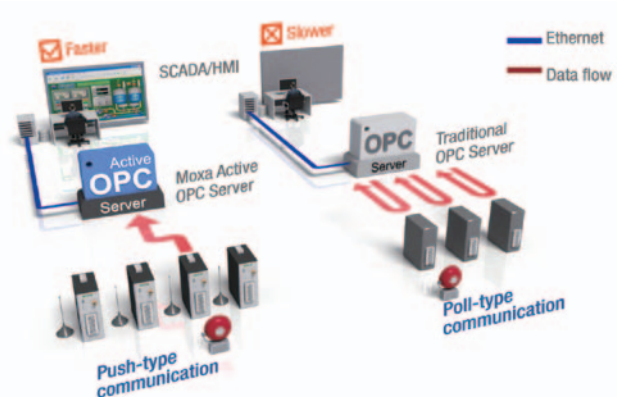 Faster
SCADA/HMI
Active
OPC
Server
Moxa Active
OPC Server
Push-type
communication
Slower
OPC
Server
Traditional
OPC Server
Poll-type
communication
Ethernet
Data flow